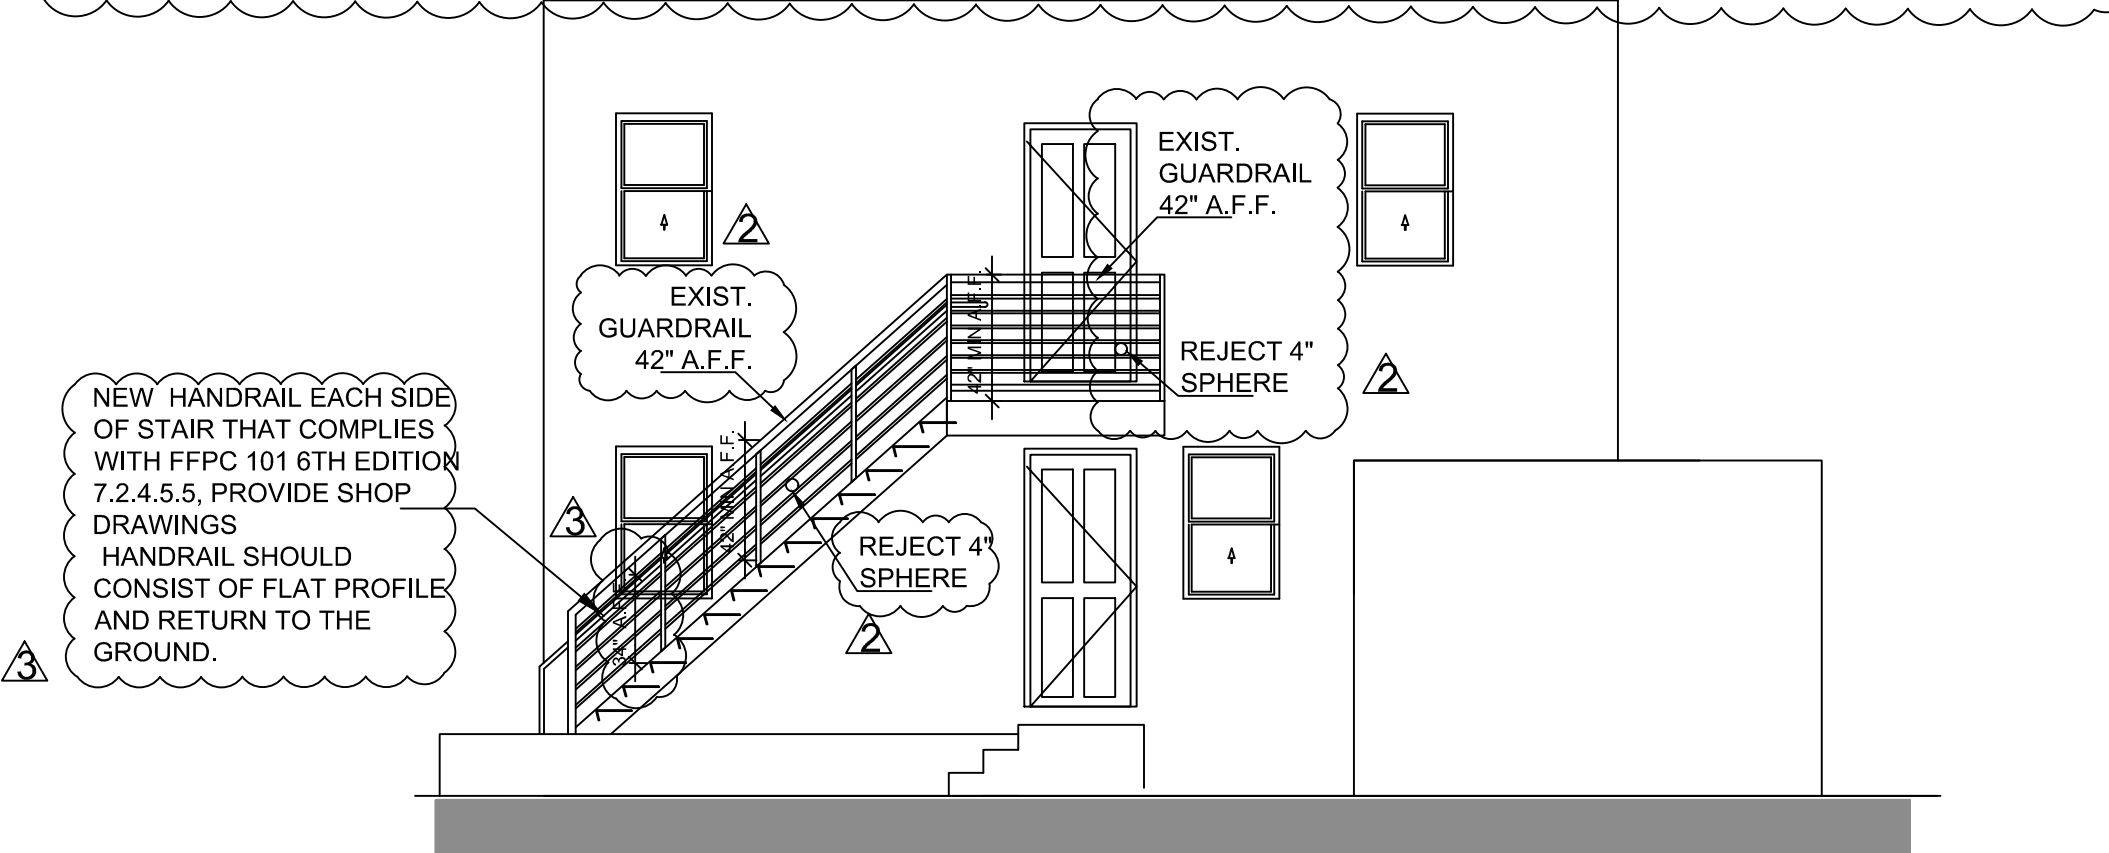 EXIST.
GUARDRAIL
42" A.F.F.
2
EXIST.
GUARDRAIL
42" A.F.F.
42" MIN A.F.F.
REJECT 4"
SPHERE
2
NEW HANDRAIL EACH SIDE
OF STAIR THAT COMPLIES
WITH FFPC 101 6TH EDITION
7.2.4.5.5, PROVIDE SHOP
DRAWINGS
HANDRAIL SHOULD
CONSIST OF FLAT PROFILE
AND RETURN TO THE
GROUND.
3
3
42" MIN A.F.F.
34" A.F.F.
REJECT 4"
SPHERE
2